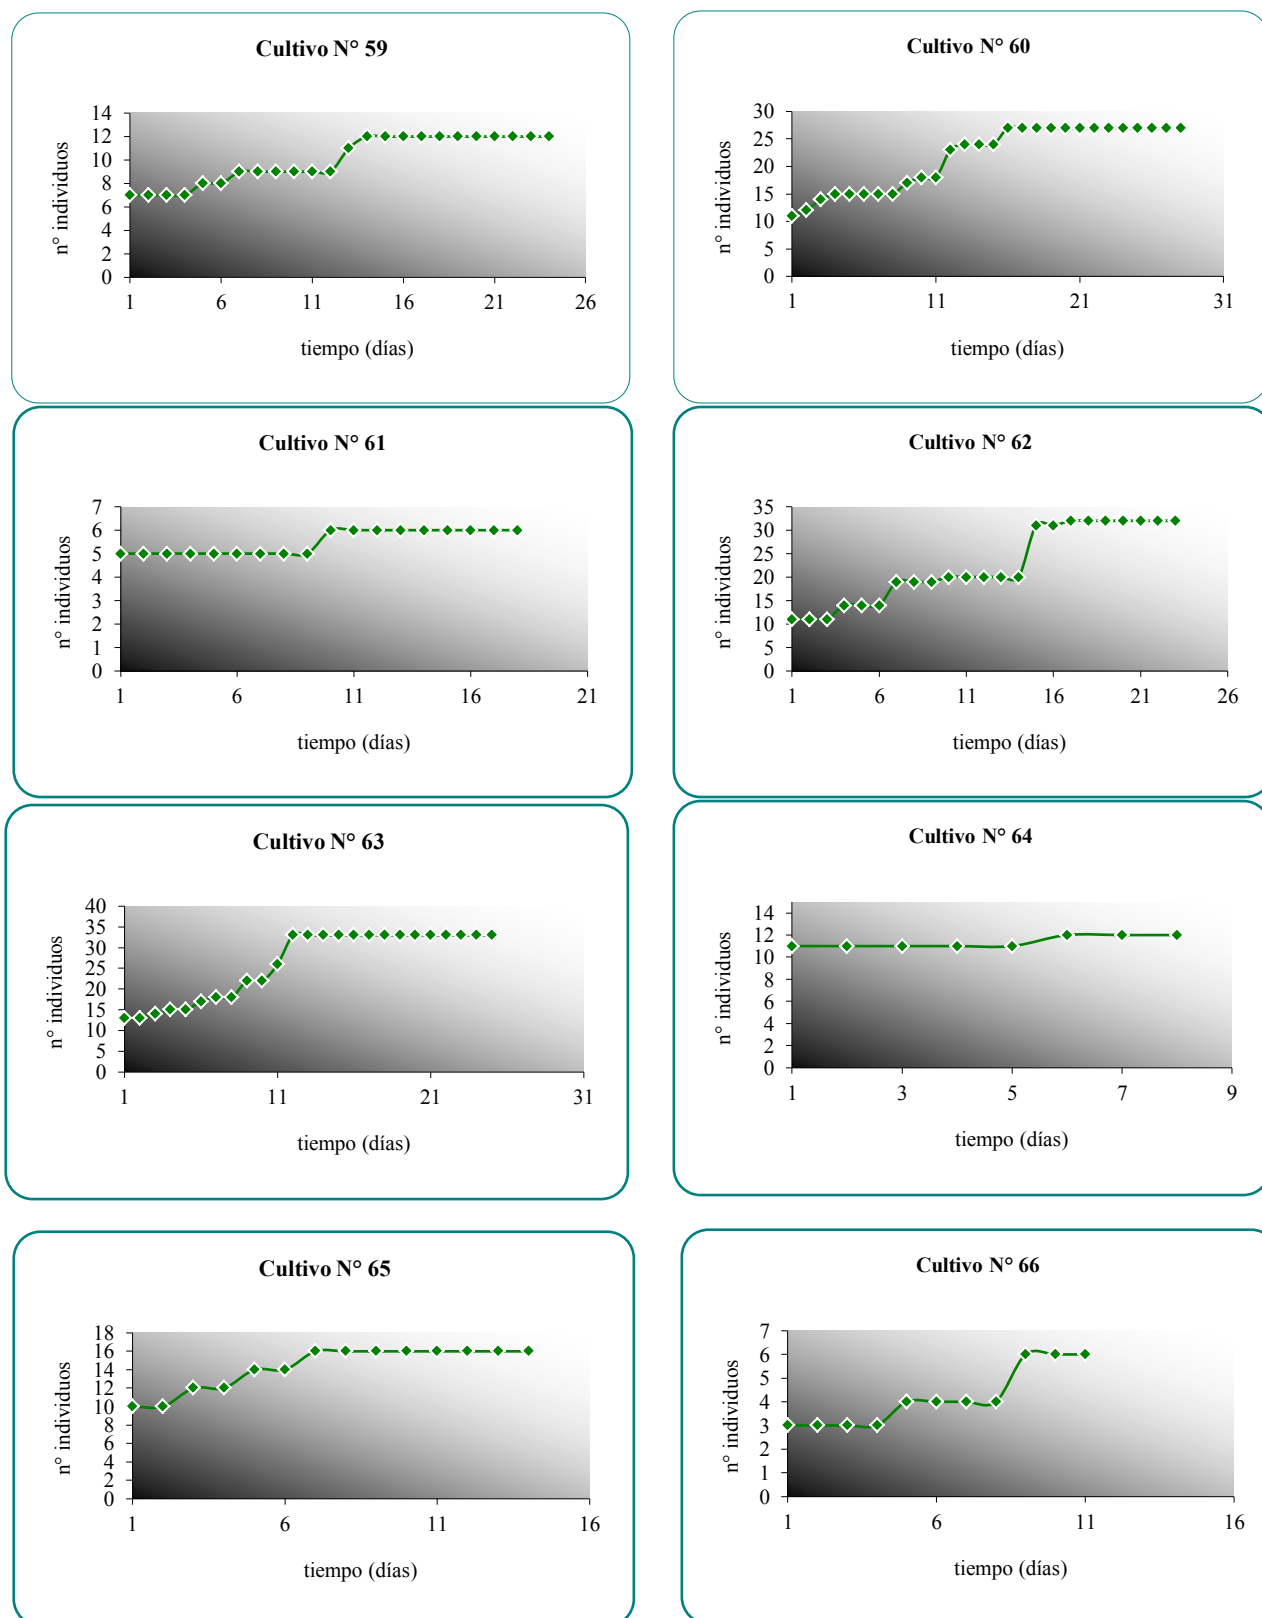 Cultivo N° 59
14
12
10
8
6
4
2
0
n° individuos
1 6 11 16 21 26
tiempo (días)
Cultivo N° 60
30
25
20
15
10
5
0
n° individuos
1 11 21 31
tiempo (días)
Cultivo N° 61
7
6
5
4
3
2
1
0
n° individuos
1 6 11 16 21
tiempo (días)
Cultivo N° 62
35
30
25
20
15
10
5
0
n° individuos
1 6 11 16 21 26
tiempo (días)
Cultivo N° 63
40
35
30
25
20
15
10
5
0
n° individuos
1 11 21 31
tiempo (días)
Cultivo N° 64
14
12
10
8
6
4
2
0
n° individuos
1 3 5 7 9
tiempo (días)
Cultivo N° 65
18
16
14
12
10
8
6
4
2
0
n° individuos
1 6 11 16
tiempo (días)
Cultivo N° 66
7
6
5
4
3
2
1
0
n° individuos
1 6 11 16
tiempo (días)